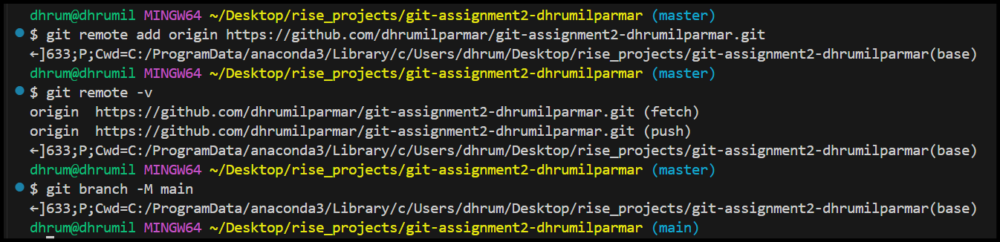 dhrum@dhrumil MINGW64 ~/Desktop/rise_projects/git-assignment2-dhrumilparmar (master)
$ git remote add origin https://github.com/dhrumilparmar/git-assignment2-dhrumilparmar.git
←]633;P;Cwd=C:/ProgramData/anaconda3/Library/c/Users/dhrum/Desktop/rise_projects/git-assignment2-dhrumilparmar(base)
dhrum@dhrumil MINGW64 ~/Desktop/rise_projects/git-assignment2-dhrumilparmar (master)
$ git remote -v
origin  https://github.com/dhrumilparmar/git-assignment2-dhrumilparmar.git (fetch)
origin  https://github.com/dhrumilparmar/git-assignment2-dhrumilparmar.git (push)
←]633;P;Cwd=C:/ProgramData/anaconda3/Library/c/Users/dhrum/Desktop/rise_projects/git-assignment2-dhrumilparmar(base)
dhrum@dhrumil MINGW64 ~/Desktop/rise_projects/git-assignment2-dhrumilparmar (master)
$ git branch -M main
←]633;P;Cwd=C:/ProgramData/anaconda3/Library/c/Users/dhrum/Desktop/rise_projects/git-assignment2-dhrumilparmar(base)
dhrum@dhrumil MINGW64 ~/Desktop/rise_projects/git-assignment2-dhrumilparmar (main)